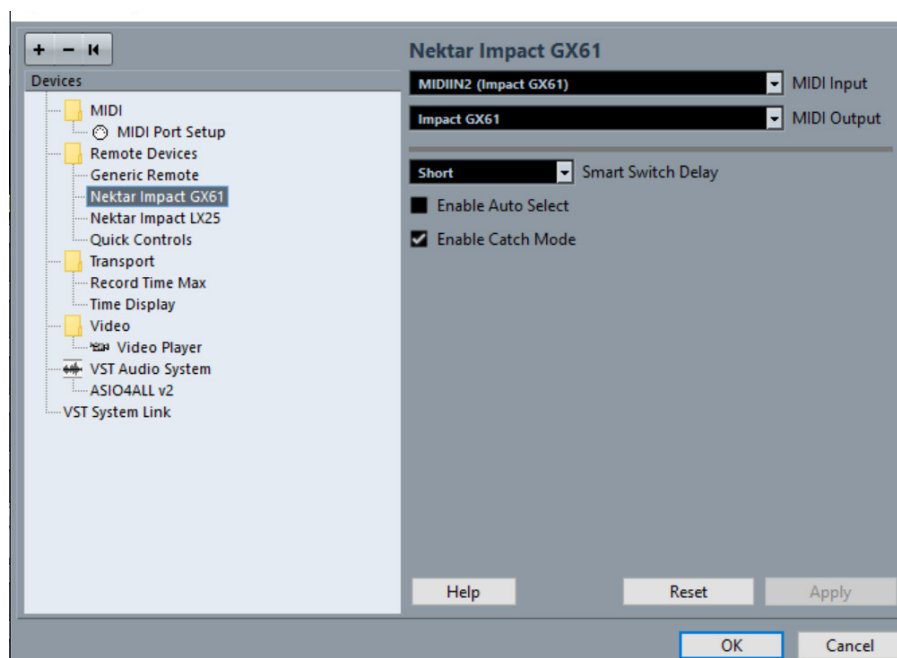 Devices
MIDI
MIDI Port Setup
Remote Devices
Generic Remote
Nektar Impact GX61
Nektar Impact LX25
Quick Controls
Transport
Record Time Max
Time Display
Video
Video Player
VST Audio System
ASIO4ALL v2
VST System Link
Nektar Impact GX61
MIDIIN2 (Impact GX61) MIDI Input
Impact GX61 MIDI Output
Short Smart Switch Delay
Enable Auto Select
Enable Catch Mode
Help Reset Apply
OK Cancel